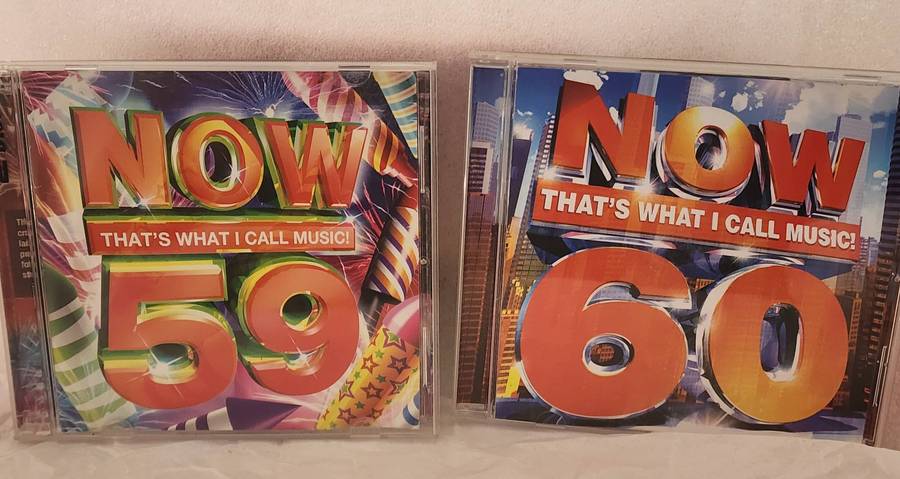 NOW
THAT'S WHAT I CALL MUSIC!
59
NOW
THAT'S WHAT I CALL MUSIC!
60